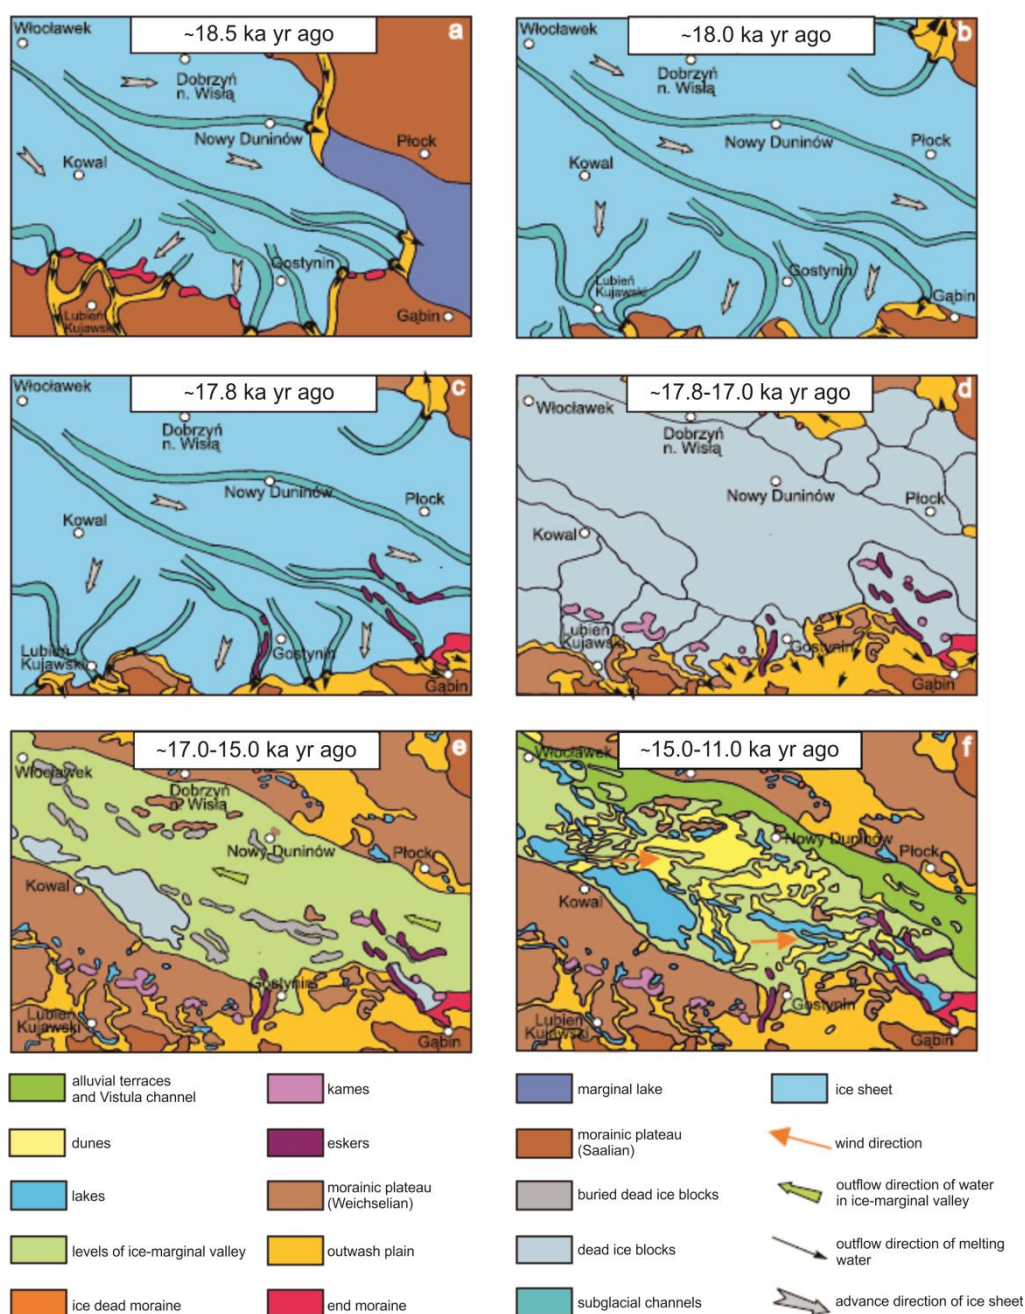 ~18.5 ka yr ago
a
Włocławek
Dobrzyń
n. Wisłą
Nowy Duninów
Płock
Kowal
Gostynin
Lubień
Kujawski
Gąbin
~18.0 ka yr ago
b
Włocławek
Dobrzyń
n. Wisłą
Nowy Duninów
Płock
Kowal
Gostynin
Lubień
Kujawski
Gąbin
~17.8 ka yr ago
c
Włocławek
Dobrzyń
n. Wisłą
Nowy Duninów
Płock
Kowal
Lubień
Kujawski
Gostynin
Gąbin
~17.8-17.0 ka yr ago
d
Włocławek
Dobrzyń
n. Wisłą
Nowy Duninów
Płock
Kowal
Lubień
Kujawski
Gostynin
Gąbin
~17.0-15.0 ka yr ago
e
Włocławek
Dobrzyń
n. Wisłą
Nowy Duninów
Płock
Kowal
Gostynin
Lubień
Kujawski
Gąbin
~15.0-11.0 ka yr ago
f
Włocławek
Nowy Duninów
Płock
Kowal
Gostynin
Lubień
Kujawski
Gąbin
alluvial terraces
and Vistula channel
dunes
lakes
levels of ice-marginal valley
ice dead moraine
kames
eskers
morainic plateau
(Weichselian)
outwash plain
end moraine
marginal lake
morainic plateau
(Saalian)
buried dead ice blocks
dead ice blocks
subglacial channels
ice sheet
wind direction
outflow direction of water
in ice-marginal valley
outflow direction of melting
water
advance direction of ice sheet